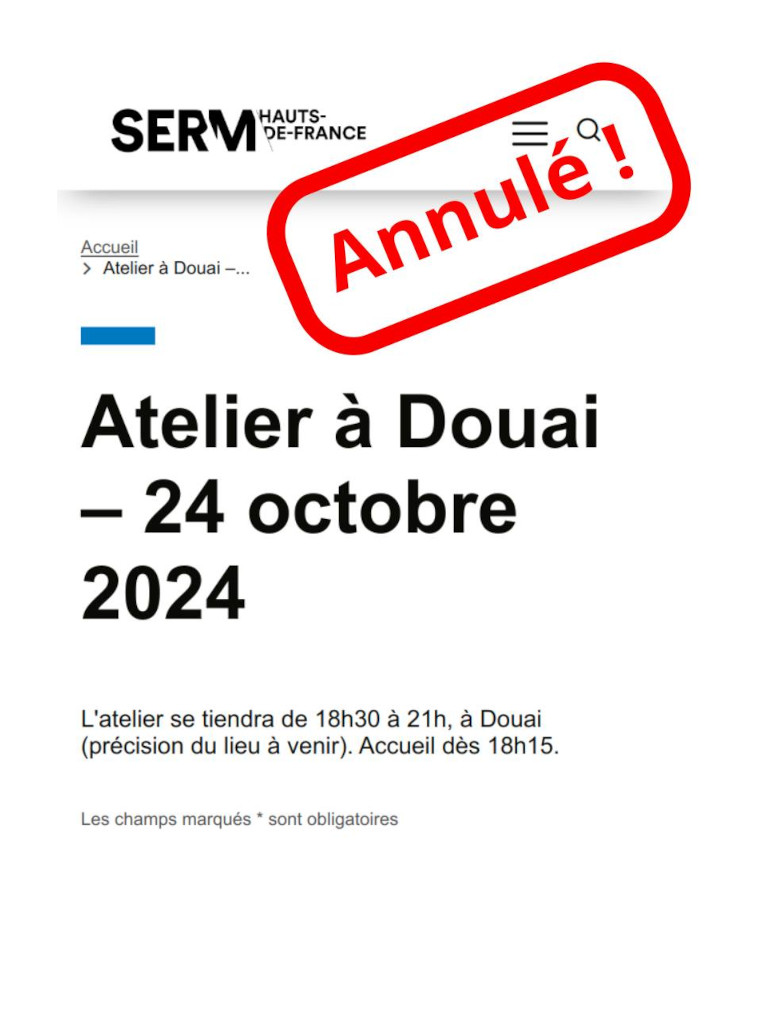 SERM HAUTS-
DE-FRANCE
Annulé !
Accueil
> Atelier à Douai –...
Atelier à Douai
– 24 octobre
2024
L'atelier se tiendra de 18h30 à 21h, à Douai
(précision du lieu à venir). Accueil dès 18h15.
Les champs marqués * sont obligatoires